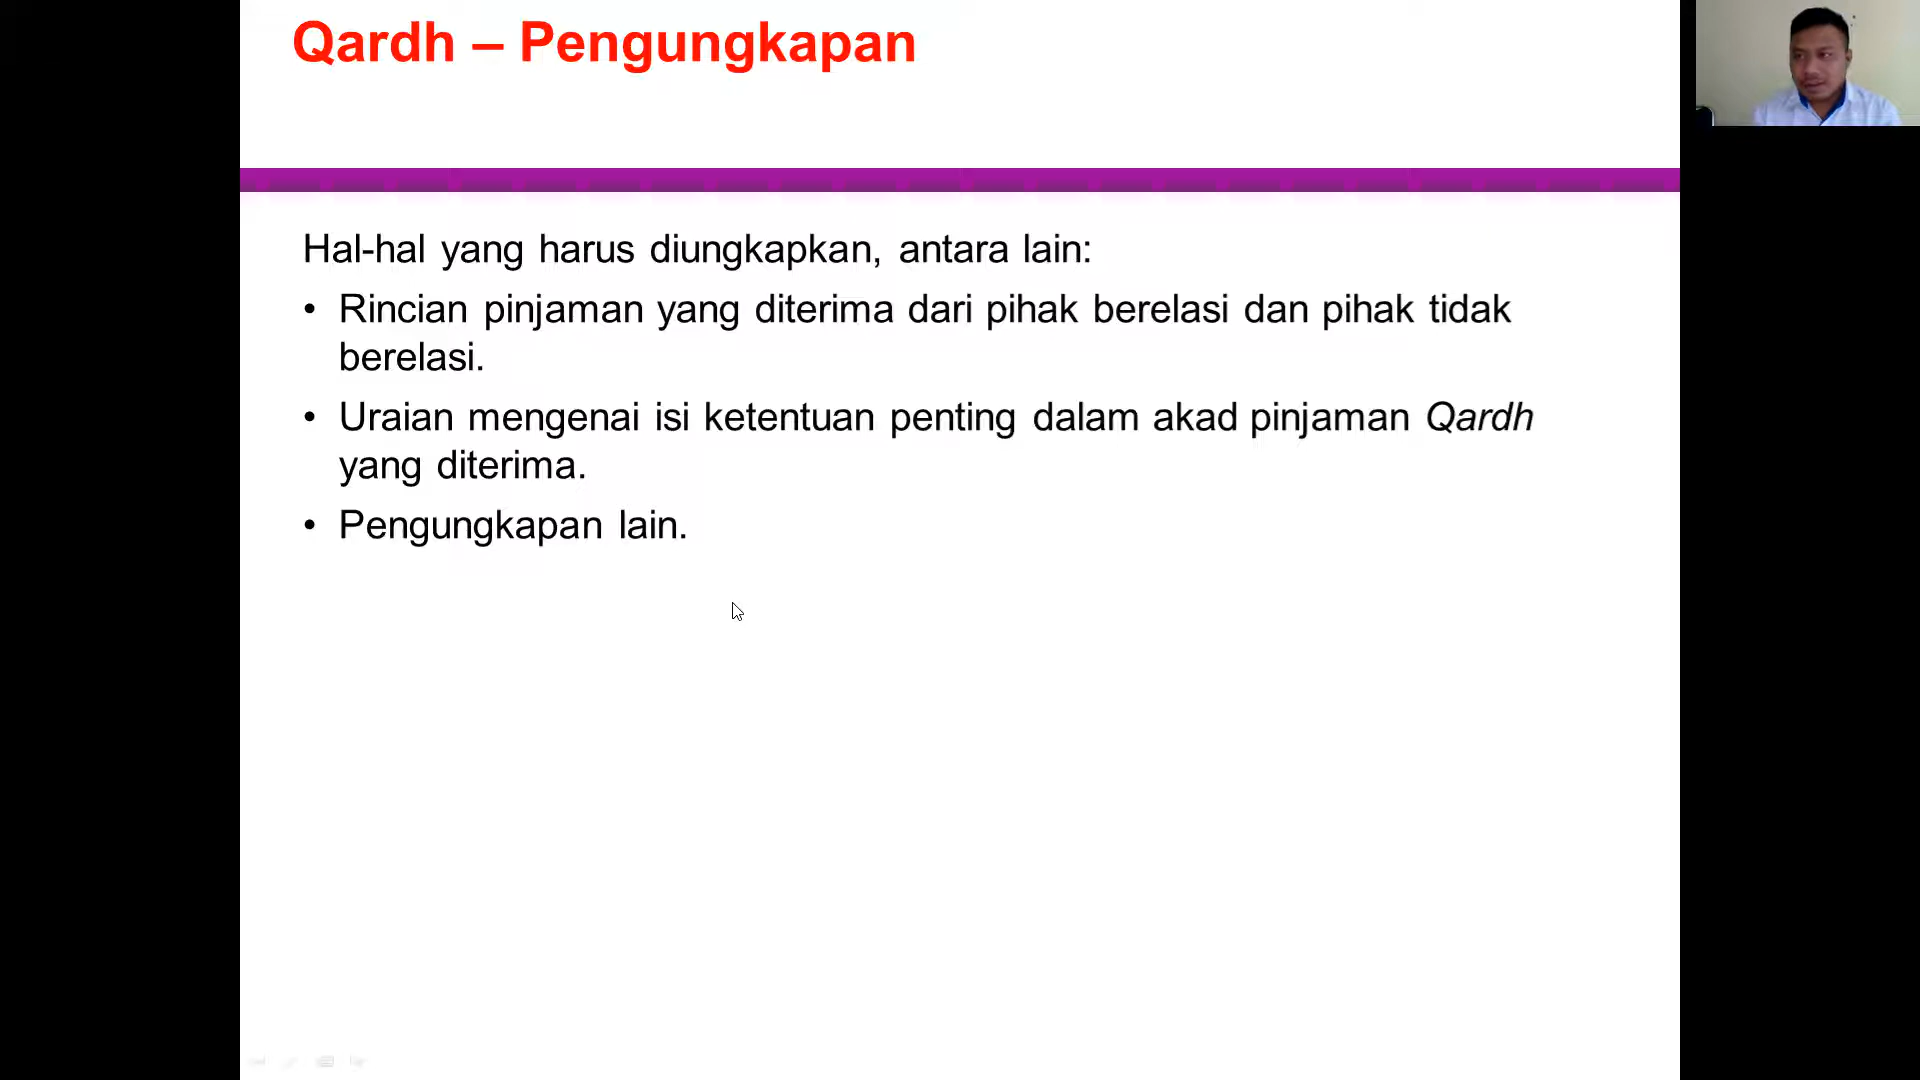 Qardh – Pengungkapan
Hal-hal yang harus diungkapkan, antara lain:
• Rincian pinjaman yang diterima dari pihak berelasi dan pihak tidak
berelasi.
• Uraian mengenai isi ketentuan penting dalam akad pinjaman Qardh
yang diterima.
• Pengungkapan lain.